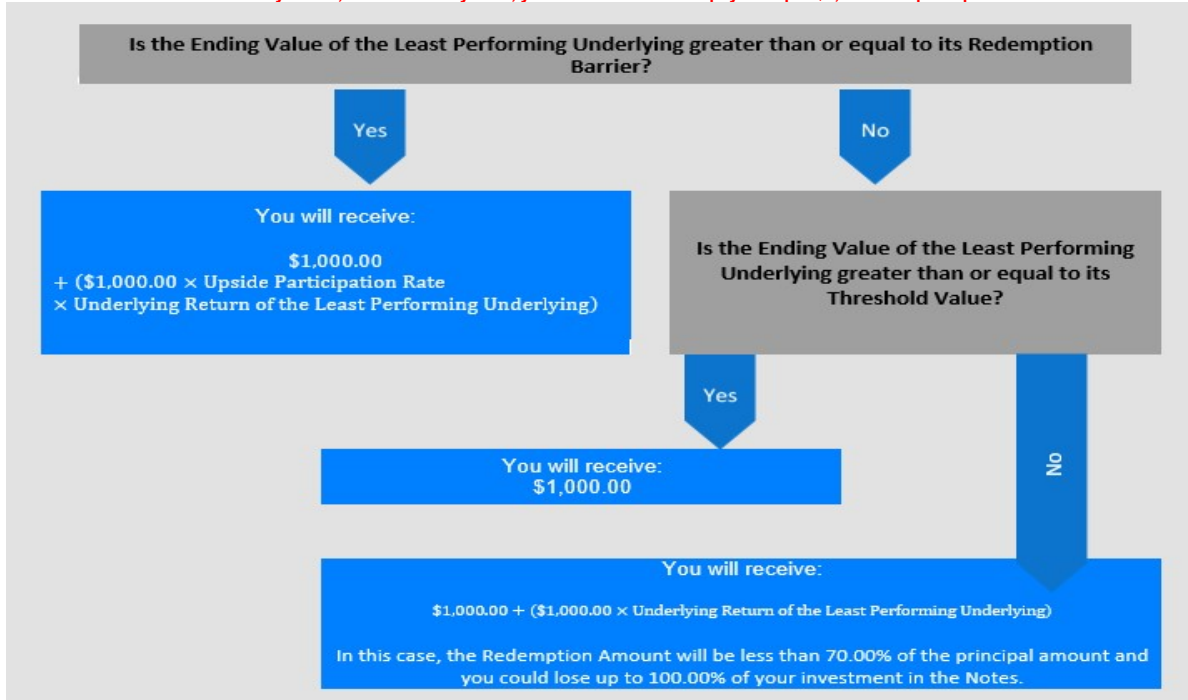 Is the Ending Value of the Least Performing Underlying greater than or equal to its Redemption
Barrier?
Yes
No
You will receive:
$1,000.00
+ ($1,000.00 × Upside Participation Rate
× Underlying Return of the Least Performing Underlying)
Is the Ending Value of the Least Performing
Underlying greater than or equal to its
Threshold Value?
Yes
No
You will receive:
$1,000.00
You will receive:
$1,000.00 + ($1,000.00 × Underlying Return of the Least Performing Underlying)
In this case, the Redemption Amount will be less than 70.00% of the principal amount and
you could lose up to 100.00% of your investment in the Notes.